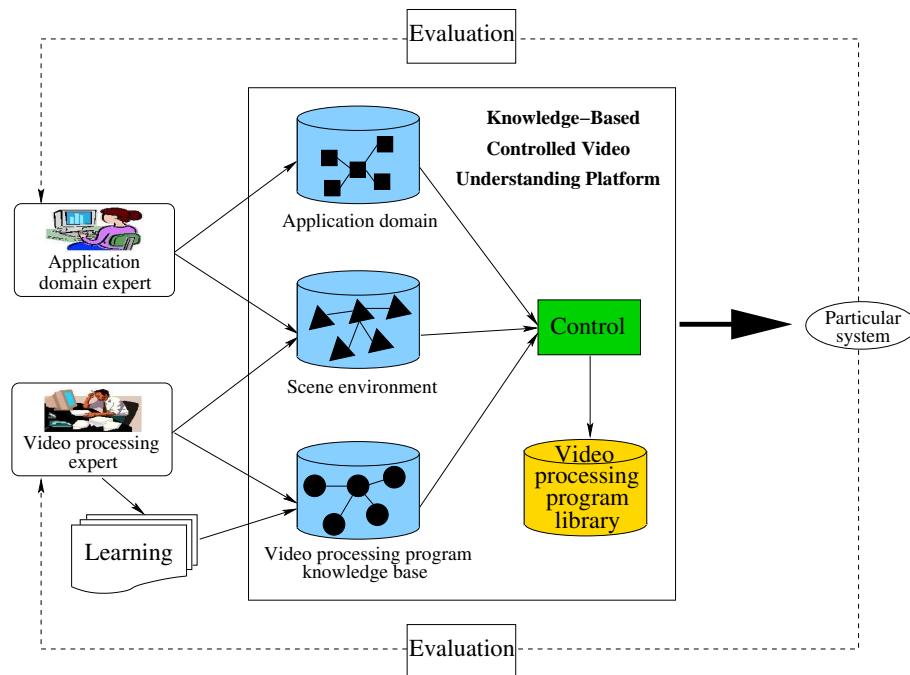 Evaluation
Knowledge−Based
Controlled Video
Understanding Platform
Application domain
Application
domain expert
Control
Particular
system
Scene environment
Video processing
expert
Video
processing
program
library
Learning
Video processing program
knowledge base
Evaluation